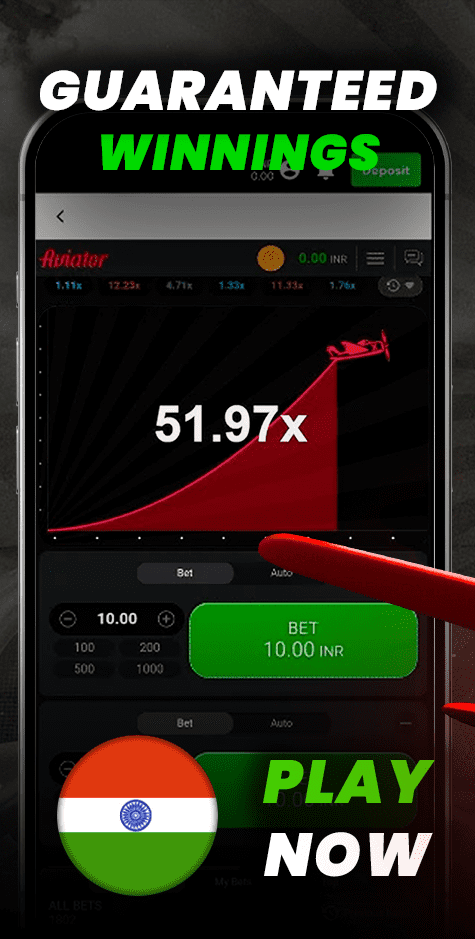 GUARANTEED
WINNINGS
0.00
Deposit
Aviator 0.00 INR
1.11x 12.23x 4.71x 1.33x 11.33x 1.76x
51.97x
Bet Auto
10.00
BET
10.00 INR
100 200
500 1000
Bet Auto
PLAY
NOW
My Bets
ALL BETS